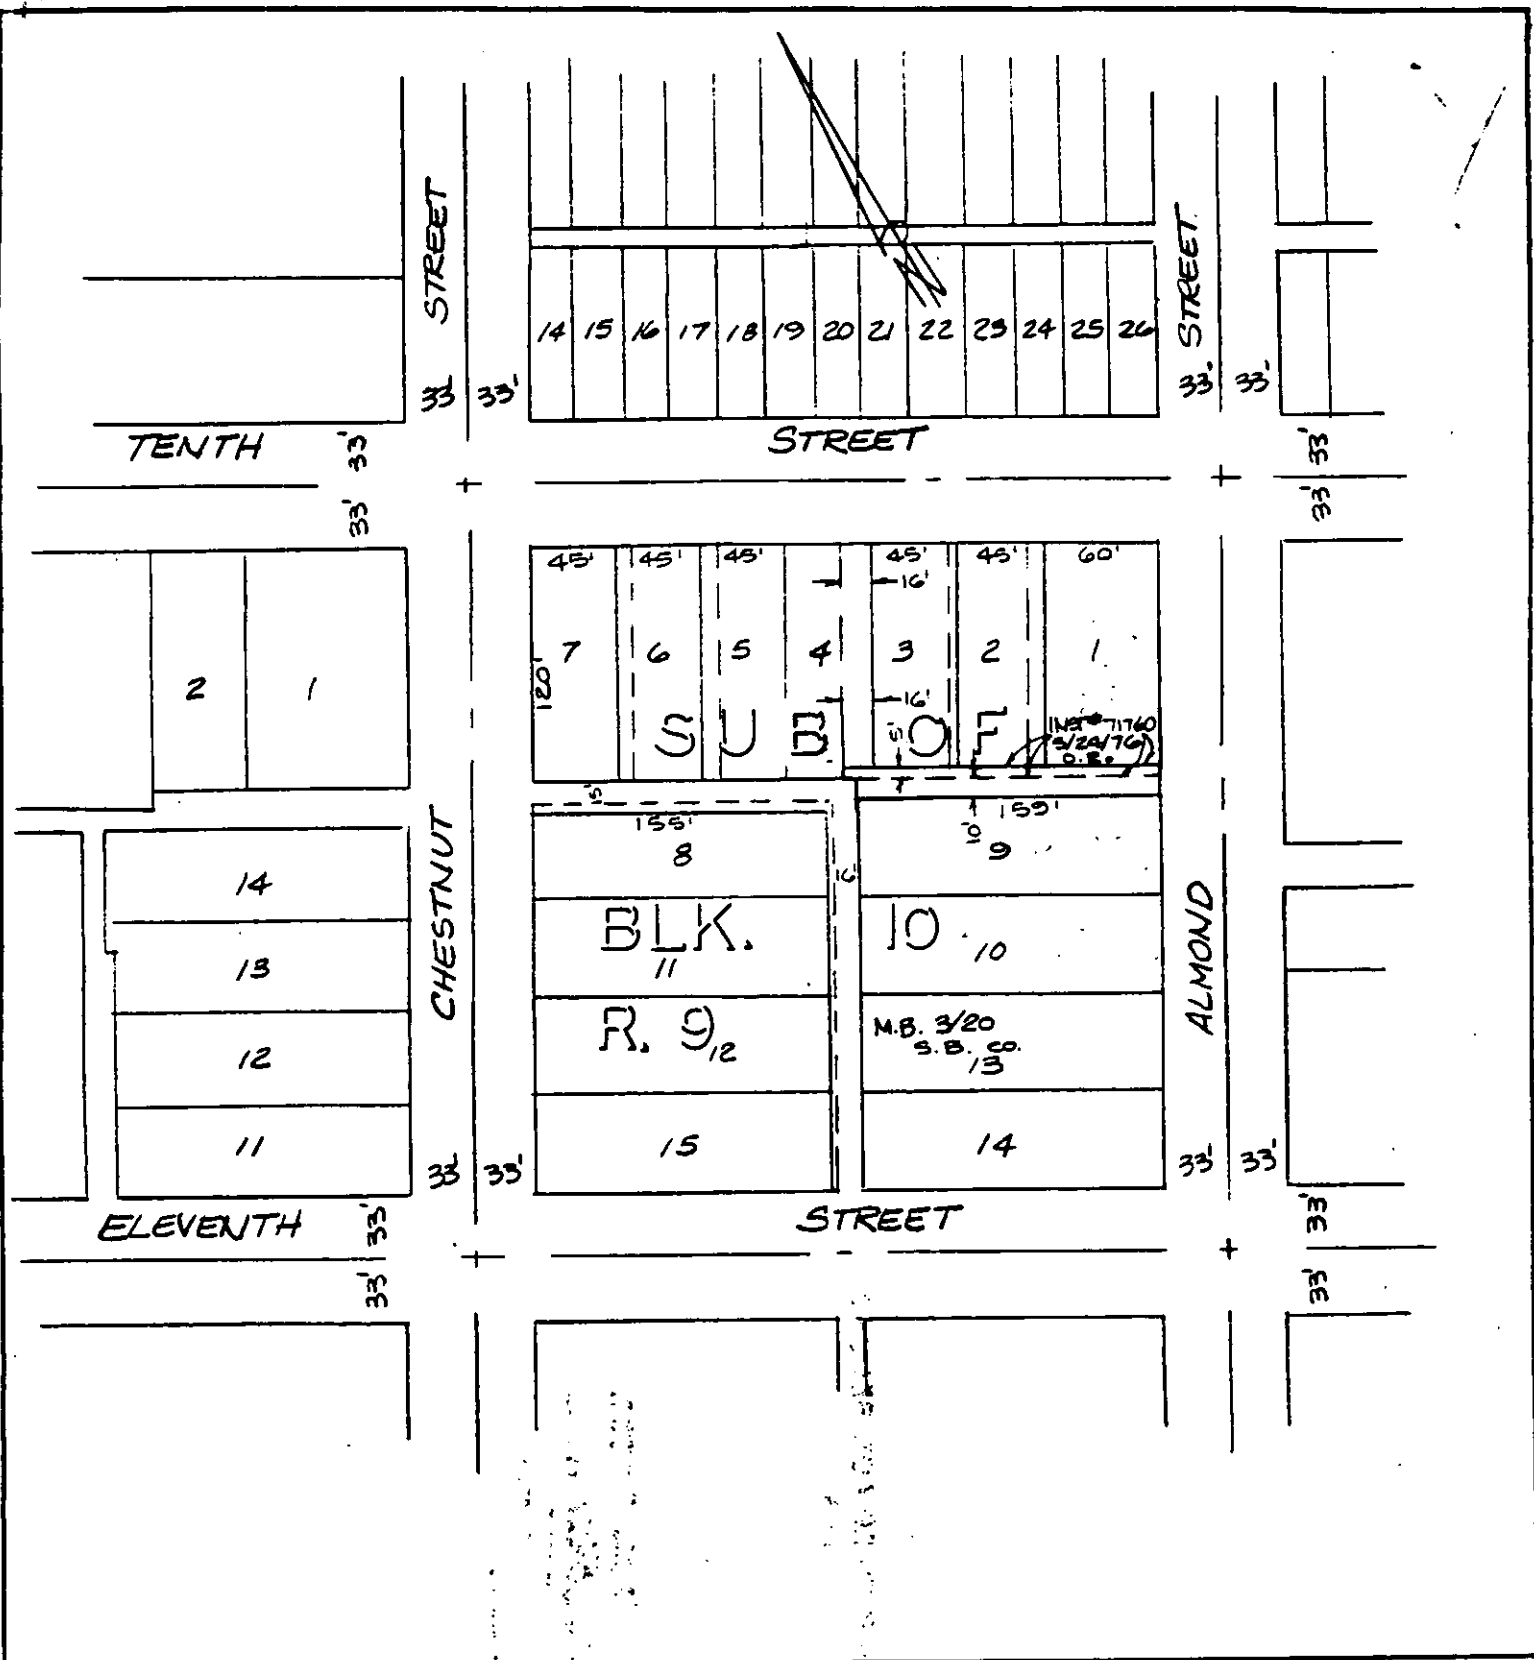 STREET
STREET
14 15 16 17 18 19 20 21 22 23 24 25 26
N
33' 33'
33' 33'
TENTH
STREET
33'
33'
33'
33'
45' 45' 45' 45' 45' 60'
16'
7 6 5 4 3 2 1
2 1
120'
16'
SUB OF
5'
INST # 71760
5/24/76
O.R.
5'
155'
155'
10'
8
9
16'
14
13
12
11
CHESTNUT
ALMOND
BLK. 10
11
10
R. 9
12
M.B. 3/20
S.B. CO.
13
15
14
33' 33'
33' 33'
ELEVENTH
STREET
33'
33'
33'
33'